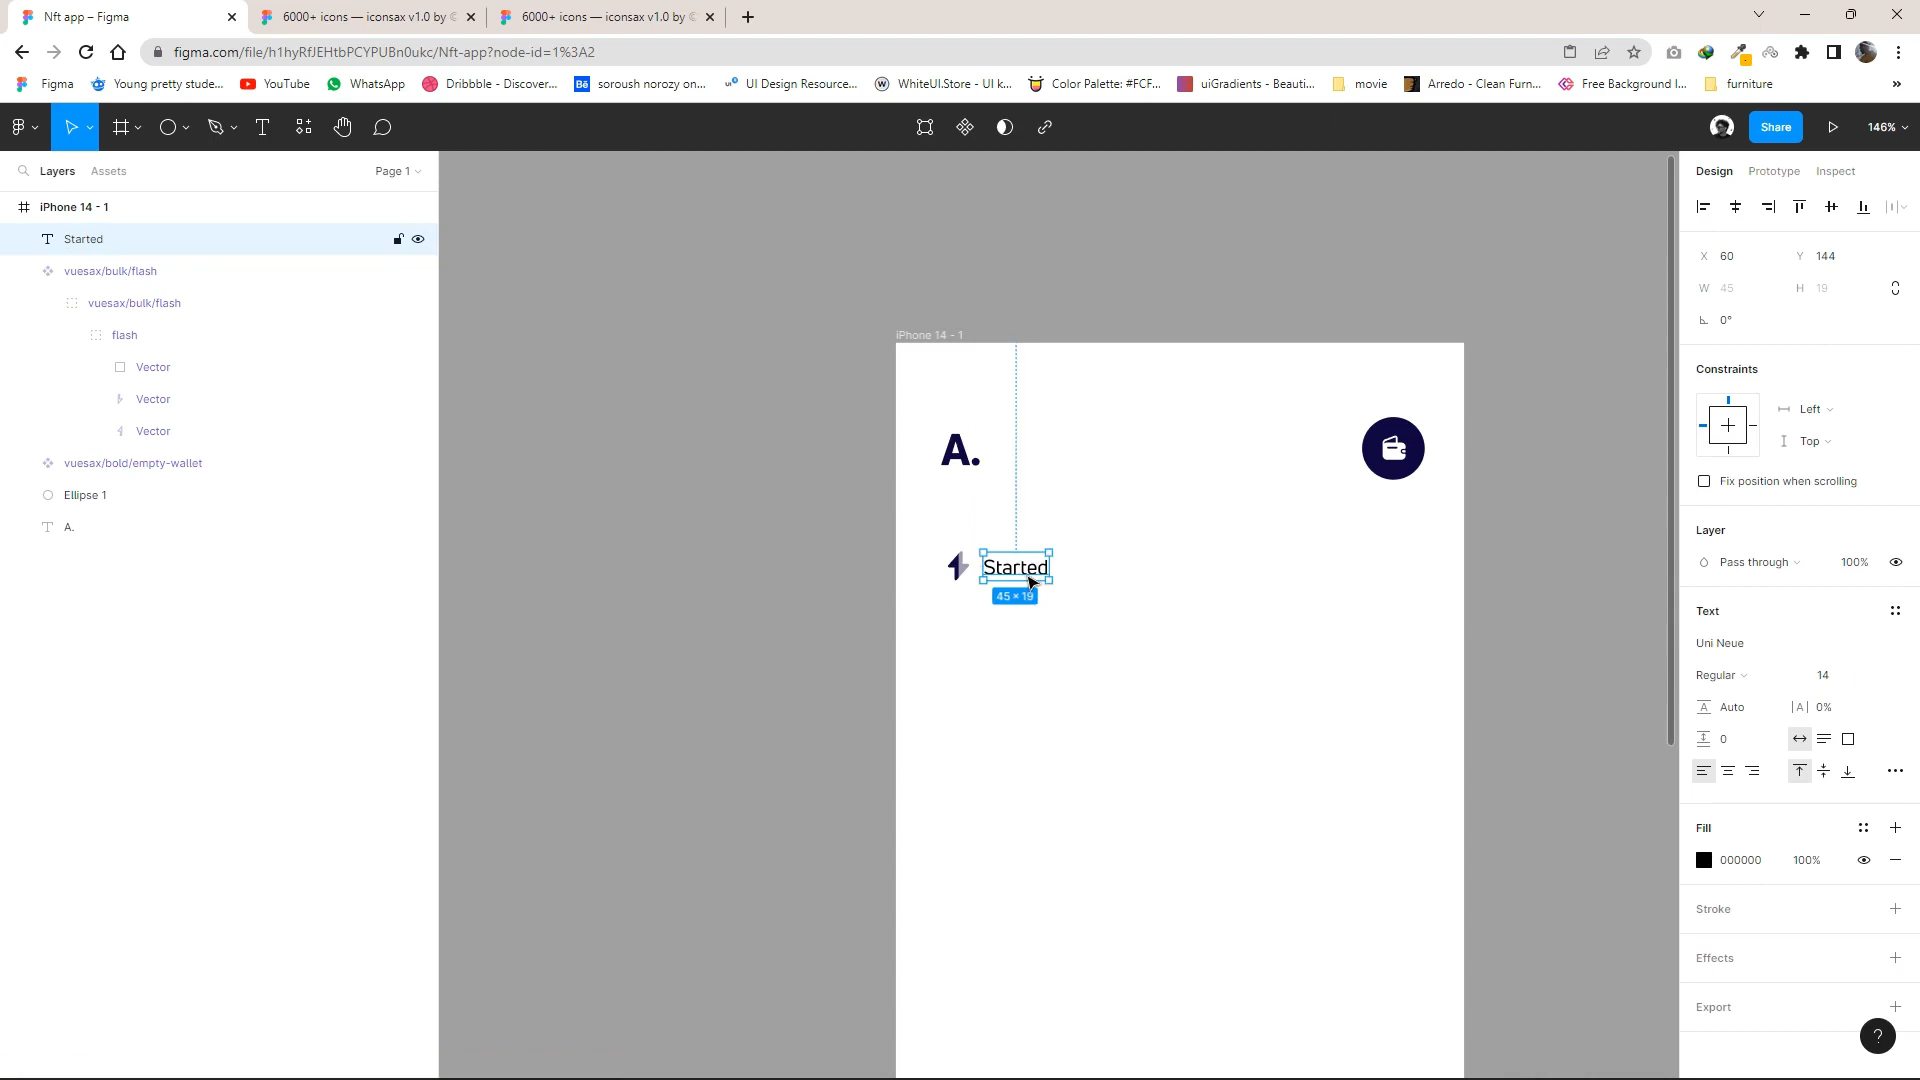 Nft app – Figma
6000+ icons — iconsax v1.0 by
6000+ icons — iconsax v1.0 by
figma.com/file/h1hyRfJEHtbPCYPUBn0ukc/Nft-app?node-id=1%3A2
Figma
Young pretty stude...
YouTube
WhatsApp
Dribbble - Discover...
soroush norozy on...
UI Design Resource...
WhiteUI.Store - UI k...
Color Palette: #FCF...
uiGradients - Beauti...
movie
Arredo - Clean Furn...
Free Background I...
furniture
»
Share
146%
Layers
Assets
Page 1
Design
Prototype
Inspect
iPhone 14 - 1
Started
vuesax/bulk/flash
vuesax/bulk/flash
flash
Vector
Vector
Vector
vuesax/bold/empty-wallet
Ellipse 1
A.
iPhone 14 - 1
A.
Started
45 × 19
X 60
Y 144
W 45
H 19
0°
Constraints
Left
Top
Fix position when scrolling
Layer
Pass through
100%
Text
Uni Neue
Regular
14
Auto
0%
0
Fill
000000
100%
Stroke
Effects
Export
?